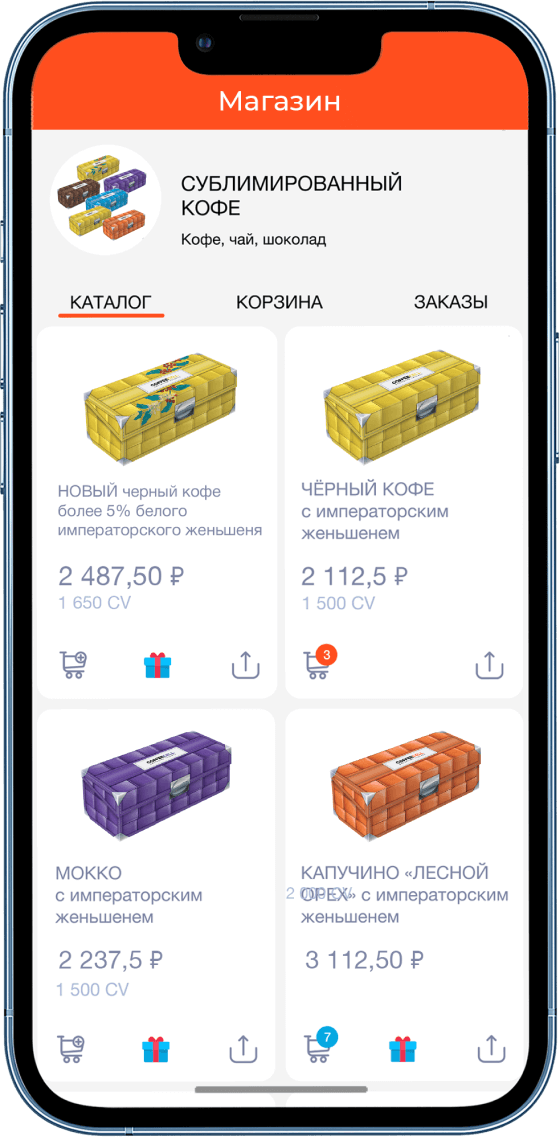 Магазин
СУБЛИМИРОВАННЫЙ
КОФЕ
Кофе, чай, шоколад
КАТАЛОГ
КОРЗИНА
ЗАКАЗЫ
НОВЫЙ черный кофе
более 5% белого
императорского женьшеня
2 487,50 ₽
1 650 CV
ЧЁРНЫЙ КОФЕ
с императорским
женьшенем
2 112,5 ₽
1 500 CV
3
МОККО
с императорским
женьшенем
2 237,5 ₽
1 500 CV
КАПУЧИНО «ЛЕСНОЙ
ОРЕХ» с императорским
женьшенем
2 000 CV
3 112,50 ₽
7